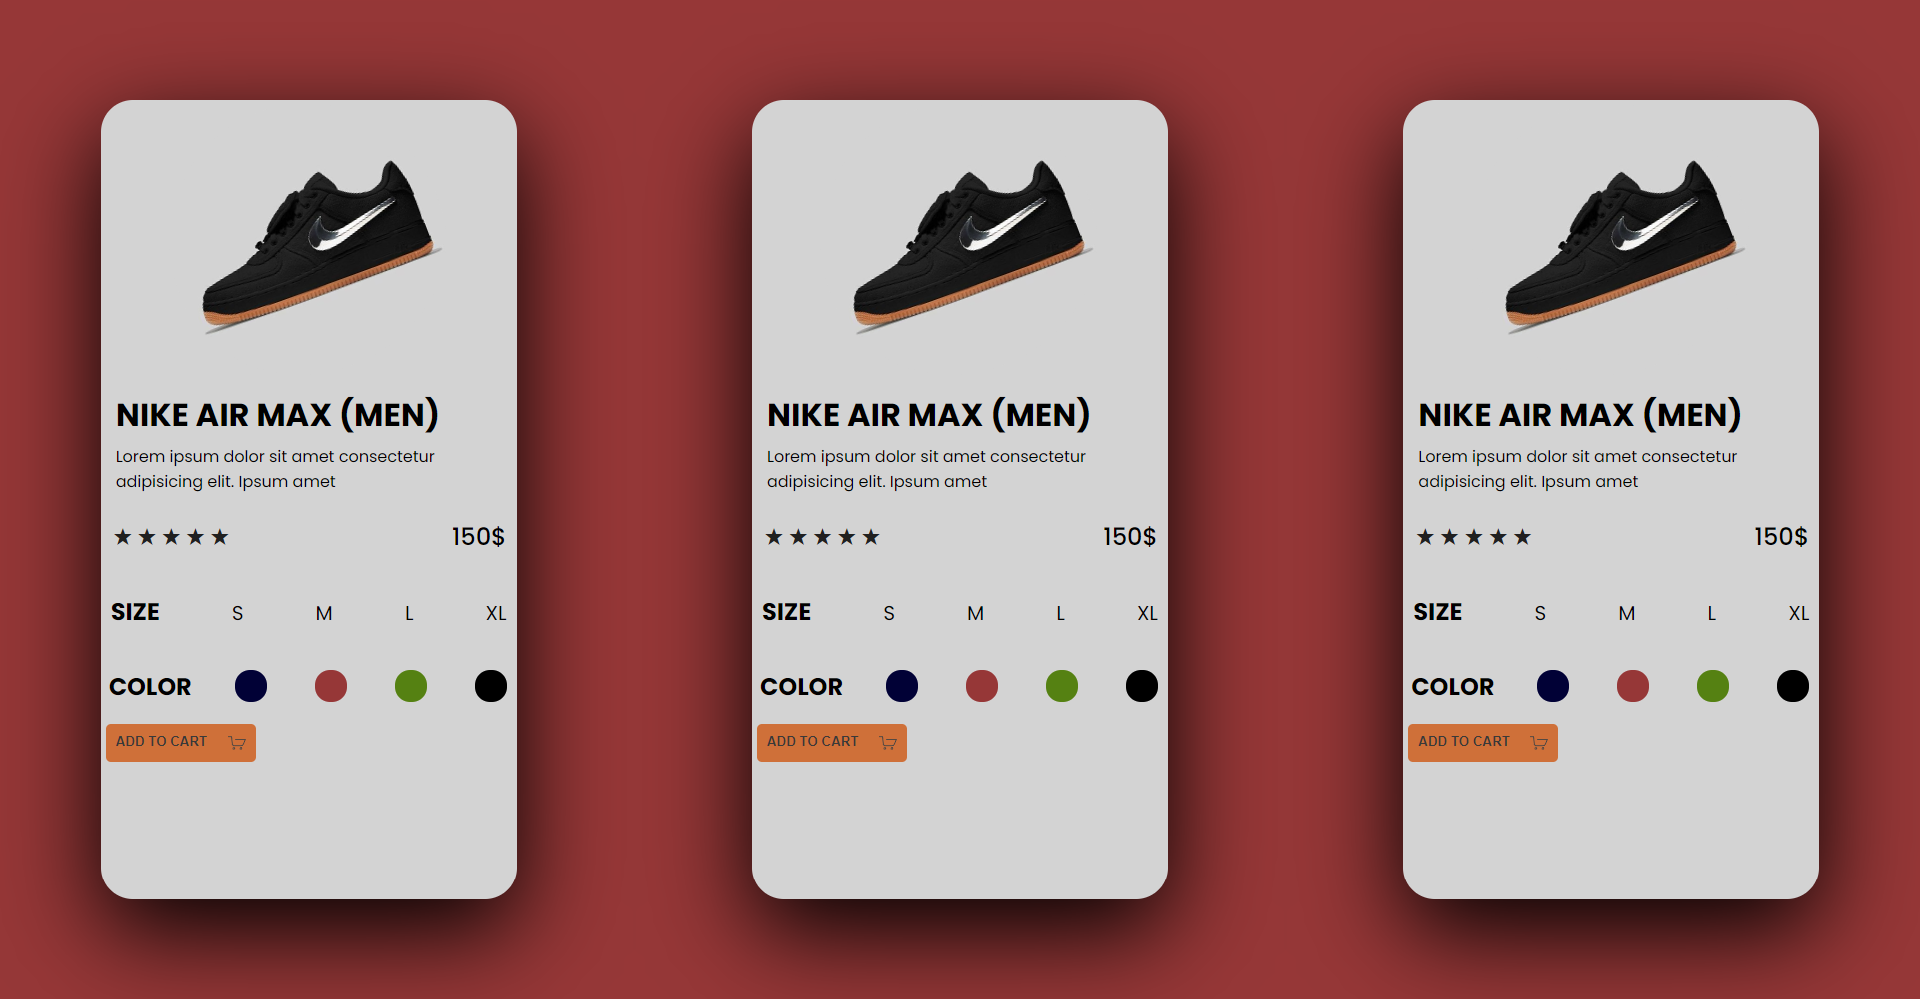 NIKE AIR MAX (MEN)
Lorem ipsum dolor sit amet consectetur
adipisicing elit. Ipsum amet
★ ★ ★ ★ ★ 150$
SIZE S M L XL
COLOR
ADD TO CART
NIKE AIR MAX (MEN)
Lorem ipsum dolor sit amet consectetur
adipisicing elit. Ipsum amet
★ ★ ★ ★ ★ 150$
SIZE S M L XL
COLOR
ADD TO CART
NIKE AIR MAX (MEN)
Lorem ipsum dolor sit amet consectetur
adipisicing elit. Ipsum amet
★ ★ ★ ★ ★ 150$
SIZE S M L XL
COLOR
ADD TO CART